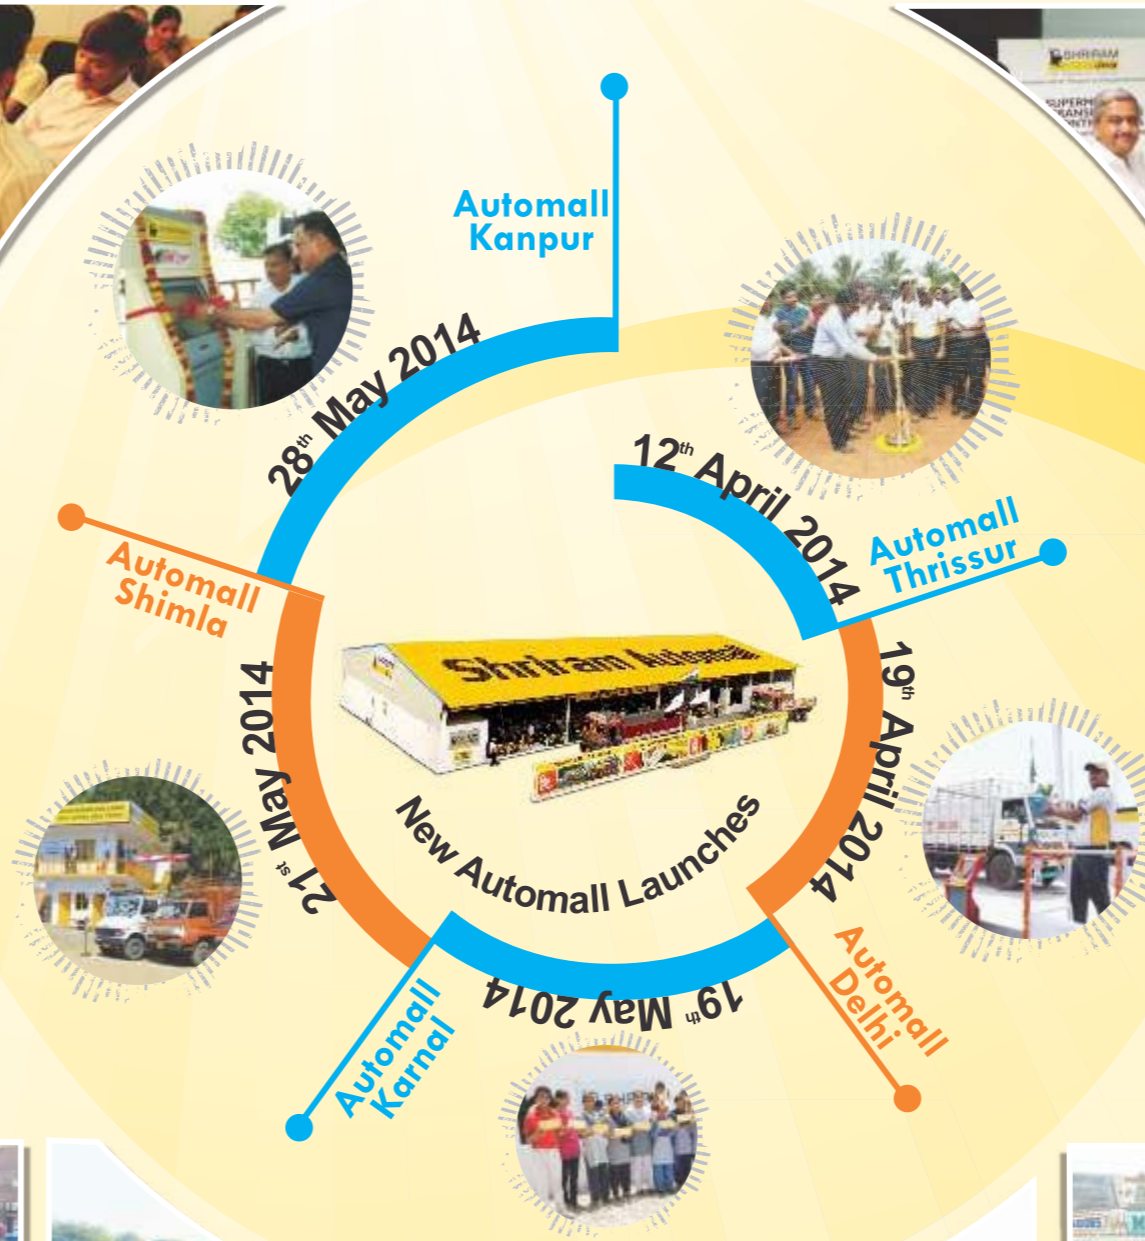 SHRIRAM
Automall
Kanpur
28th May 2014
12th April 2014
Automall
Thrissur
Automall
Shimla
Shriram Automall
19th April 2014
21st May 2014
New Automall Launches
Automall
Delhi
19th May 2014
Automall
Karnal